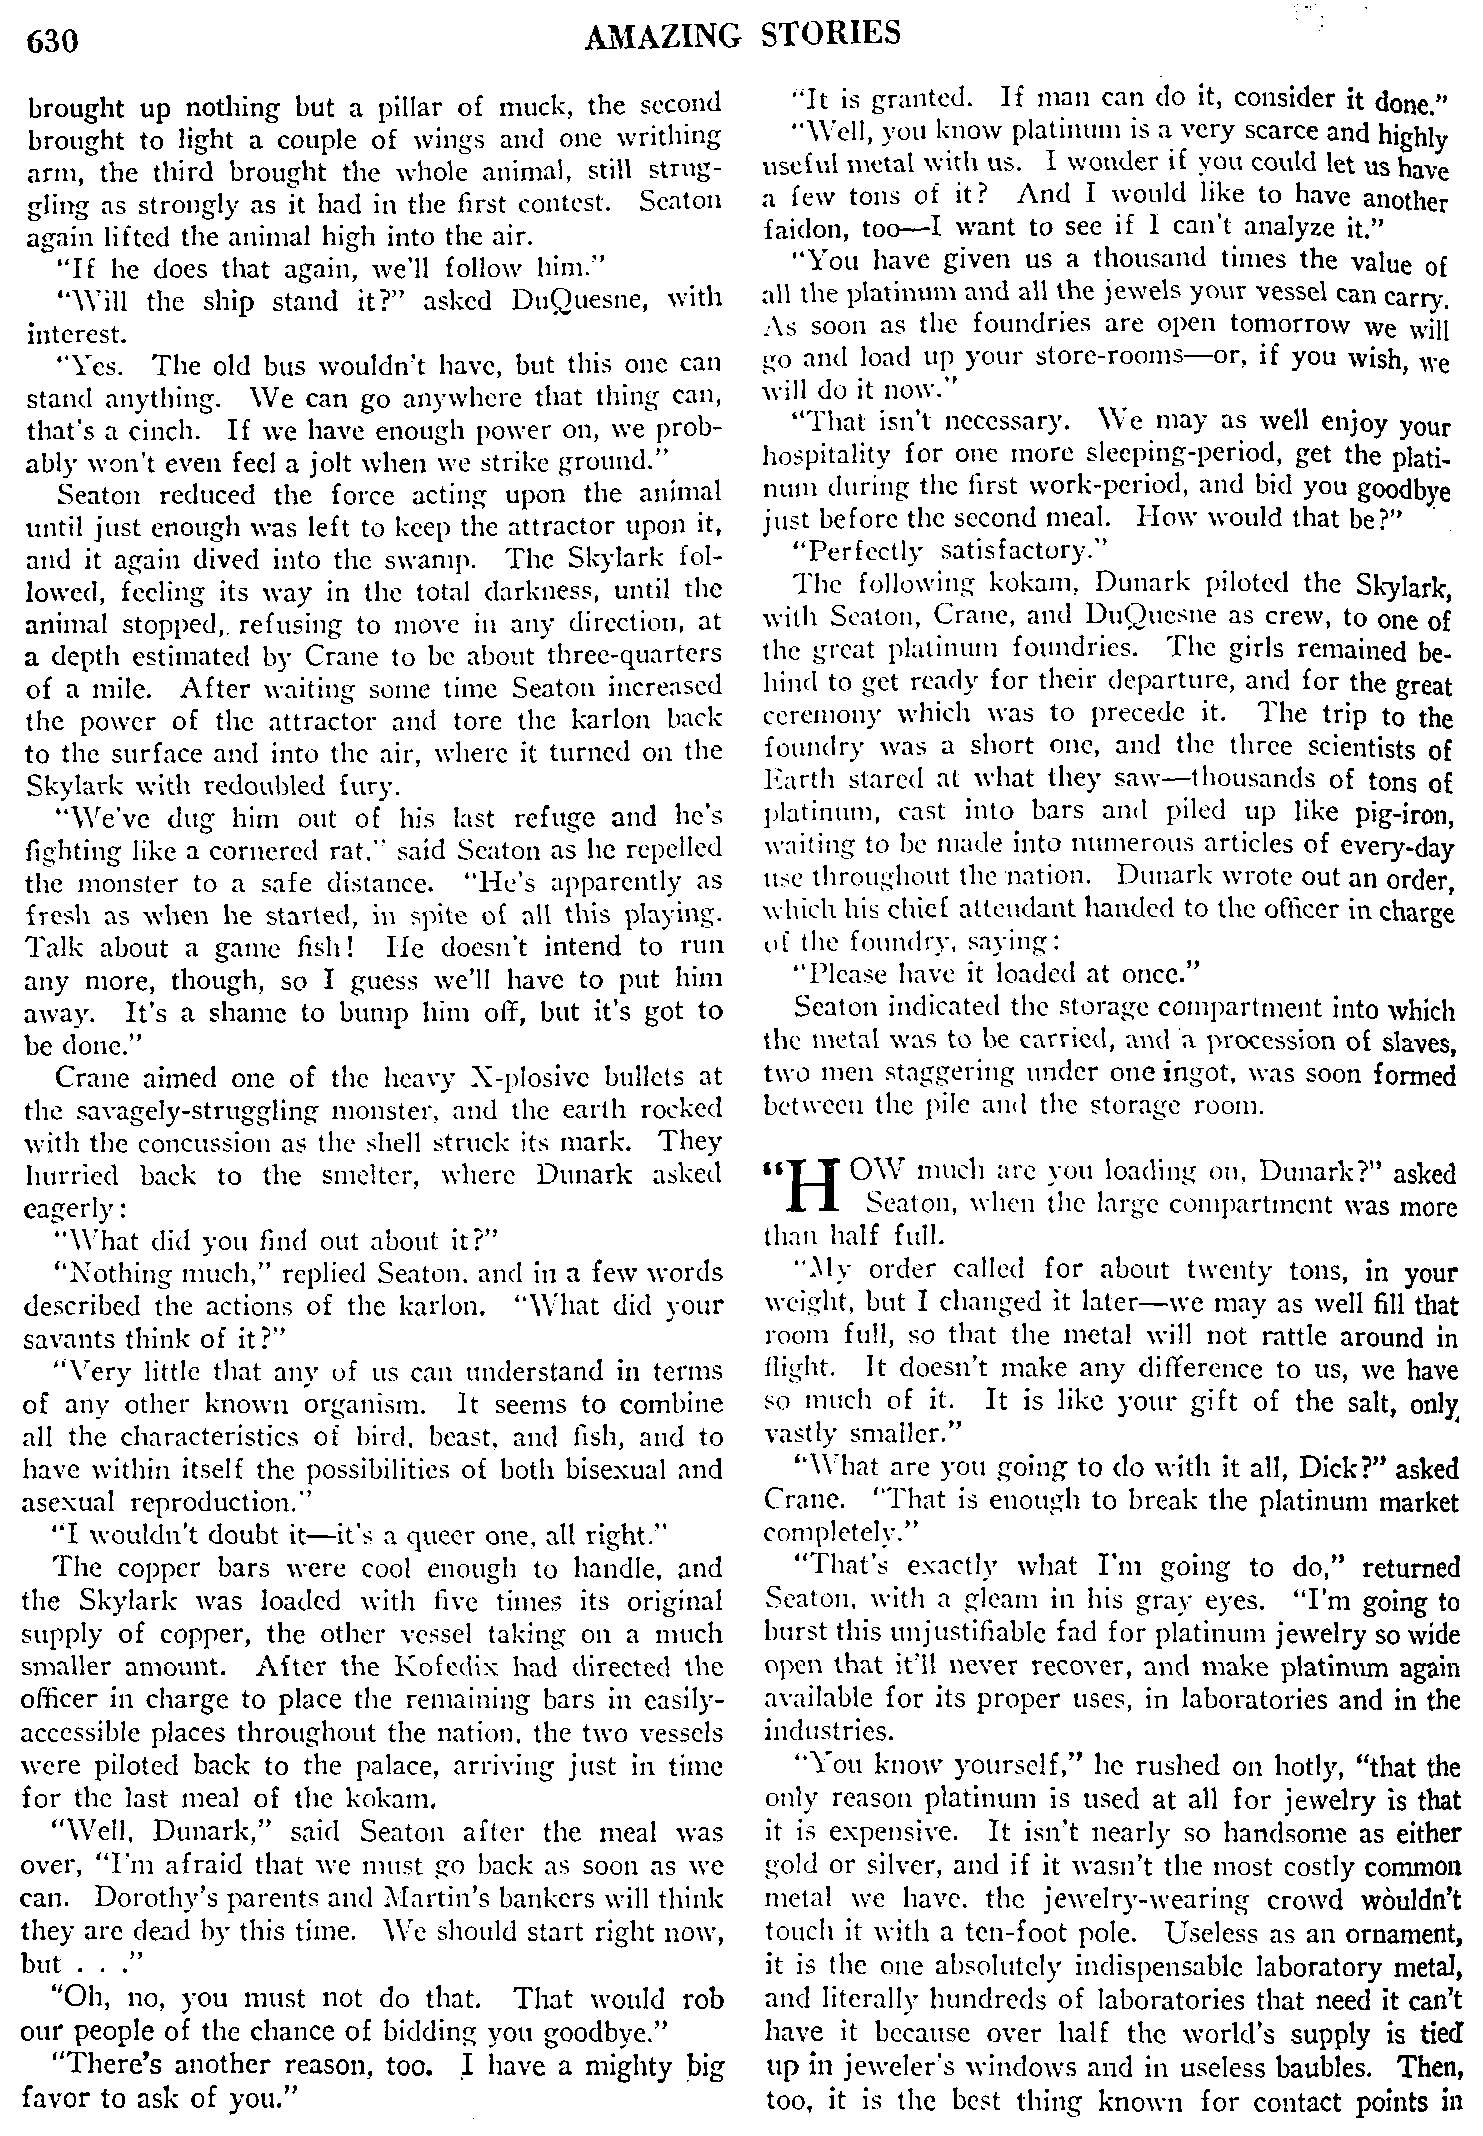 630
AMAZING STORIES
brought up nothing but a pillar of muck, the second
brought to light a couple of wings and one writhing
arm, the third brought the whole animal, still strug-
gling as strongly as it had in the first contest. Seaton
again lifted the animal high into the air.
"If he does that again, we'll follow him."
"Will the ship stand it?" asked DuQuesne, with
interest.
"Yes. The old bus wouldn't have, but this one can
stand anything. We can go anywhere that thing can,
that's a cinch. If we have enough power on, we prob-
ably won't even feel a jolt when we strike ground."
Seaton reduced the force acting upon the animal
until just enough was left to keep the attractor upon it,
and it again dived into the swamp. The Skylark fol-
lowed, feeling its way in the total darkness, until the
animal stopped, refusing to move in any direction, at
a depth estimated by Crane to be about three-quarters
of a mile. After waiting some time Seaton increased
the power of the attractor and tore the karlon back
to the surface and into the air, where it turned on the
Skylark with redoubled fury.
"We've dug him out of his last refuge and he's
fighting like a cornered rat," said Seaton as he repelled
the monster to a safe distance. "He's apparently as
fresh as when he started, in spite of all this playing.
Talk about a game fish! He doesn't intend to run
any more, though, so I guess we'll have to put him
away. It's a shame to bump him off, but it's got to
be done."
Crane aimed one of the heavy X-plosive bullets at
the savagely-struggling monster, and the earth rocked
with the concussion as the shell struck its mark. They
hurried back to the smelter, where Dunark asked
eagerly:
"What did you find out about it?"
"Nothing much," replied Seaton, and in a few words
described the actions of the karlon. "What did your
savants think of it?"
"Very little that any of us can understand in terms
of any other known organism. It seems to combine
all the characteristics of bird, beast, and fish, and to
have within itself the possibilities of both bisexual and
asexual reproduction."
"I wouldn't doubt it—it's a queer one, all right."
The copper bars were cool enough to handle, and
the Skylark was loaded with five times its original
supply of copper, the other vessel taking on a much
smaller amount. After the Kofedix had directed the
officer in charge to place the remaining bars in easily-
accessible places throughout the nation, the two vessels
were piloted back to the palace, arriving just in time
for the last meal of the kokam.
"Well, Dunark," said Seaton after the meal was
over, "I'm afraid that we must go back as soon as we
can. Dorothy's parents and Martin's bankers will think
they are dead by this time. We should start right now,
but . . ."
"Oh, no, you must not do that. That would rob
our people of the chance of bidding you goodbye."
"There's another reason, too. I have a mighty big
favor to ask of you."
"It is granted. If man can do it, consider it done."
"Well, you know platinum is a very scarce and highly
useful metal with us. I wonder if you could let us have
a few tons of it? And I would like to have another
faidon, too—I want to see if I can't analyze it."
"You have given us a thousand times the value of
all the platinum and all the jewels your vessel can carry.
As soon as the foundries are open tomorrow we will
go and load up your store-rooms—or, if you wish, we
will do it now."
"That isn't necessary. We may as well enjoy your
hospitality for one more sleeping-period, get the plati-
num during the first work-period, and bid you goodbye
just before the second meal. How would that be?"
"Perfectly satisfactory."
The following kokam, Dunark piloted the Skylark,
with Seaton, Crane, and DuQuesne as crew, to one of
the great platinum foundries. The girls remained be-
hind to get ready for their departure, and for the great
ceremony which was to precede it. The trip to the
foundry was a short one, and the three scientists of
Earth stared at what they saw—thousands of tons of
platinum, cast into bars and piled up like pig-iron,
waiting to be made into numerous articles of every-day
use throughout the nation. Dunark wrote out an order,
which his chief attendant handed to the officer in charge
of the foundry, saying:
"Please have it loaded at once."
Seaton indicated the storage compartment into which
the metal was to be carried, and a procession of slaves,
two men staggering under one ingot, was soon formed
between the pile and the storage room.
"HOW much are you loading on, Dunark?" asked
Seaton, when the large compartment was more
than half full.
"My order called for about twenty tons, in your
weight, but I changed it later—we may as well fill that
room full, so that the metal will not rattle around in
flight. It doesn't make any difference to us, we have
so much of it. It is like your gift of the salt, only
vastly smaller."
"What are you going to do with it all, Dick?" asked
Crane. "That is enough to break the platinum market
completely."
"That's exactly what I'm going to do," returned
Seaton, with a gleam in his gray eyes. "I'm going to
burst this unjustifiable fad for platinum jewelry so wide
open that it'll never recover, and make platinum again
available for its proper uses, in laboratories and in the
industries.
"You know yourself," he rushed on hotly, "that the
only reason platinum is used at all for jewelry is that
it is expensive. It isn't nearly so handsome as either
gold or silver, and if it wasn't the most costly common
metal we have, the jewelry-wearing crowd wouldn't
touch it with a ten-foot pole. Useless as an ornament,
it is the one absolutely indispensable laboratory metal,
and literally hundreds of laboratories that need it can't
have it because over half the world's supply is tied
up in jeweler's windows and in useless baubles. Then,
too, it is the best thing known for contact points in